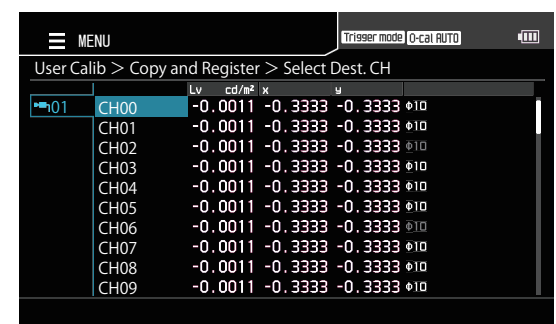 MENU Trigger mode 0-cal AUTO
User Calib > Copy and Register > Select Dest. CH
Lv cd/m² x y
01 CH00 -0.0011 -0.3333 -0.3333 Φ10
CH01 -0.0011 -0.3333 -0.3333 Φ10
CH02 -0.0011 -0.3333 -0.3333 Φ10
CH03 -0.0011 -0.3333 -0.3333 Φ10
CH04 -0.0011 -0.3333 -0.3333 Φ10
CH05 -0.0011 -0.3333 -0.3333 Φ10
CH06 -0.0011 -0.3333 -0.3333 Φ10
CH07 -0.0011 -0.3333 -0.3333 Φ10
CH08 -0.0011 -0.3333 -0.3333 Φ10
CH09 -0.0011 -0.3333 -0.3333 Φ10